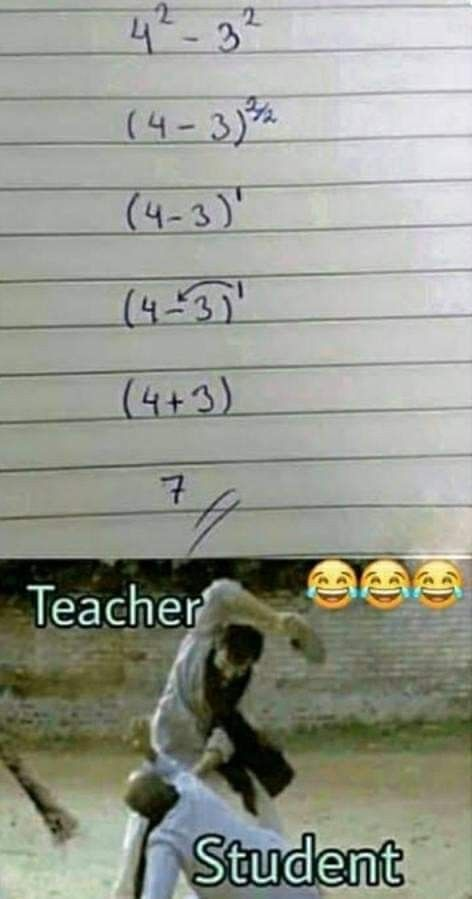 4² - 3²
(4 - 3)^2/2
(4 - 3)¹
(4 - 3)¹
(4 + 3)
7
Teacher
Student